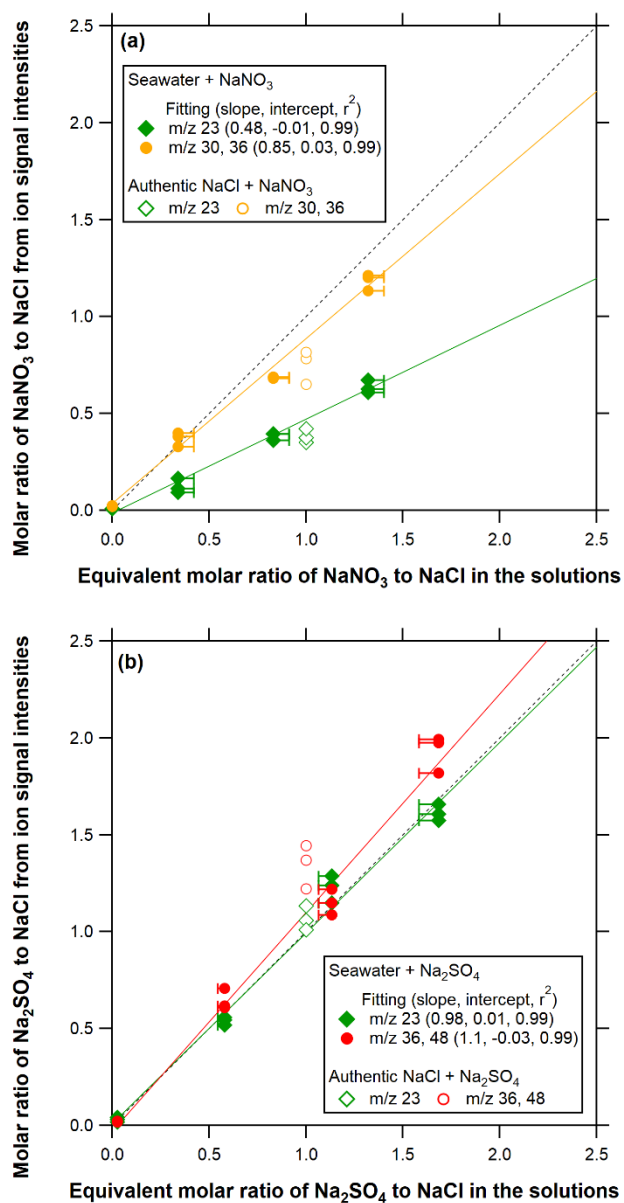 (a)
Molar ratio of NaNO₃ to NaCl from ion signal intensities
2.5
2.0
1.5
1.0
0.5
0.0
Seawater + NaNO₃
Fitting (slope, intercept, r²)
m/z 23 (0.48, -0.01, 0.99)
m/z 30, 36 (0.85, 0.03, 0.99)
Authentic NaCl + NaNO₃
m/z 23 m/z 30, 36
0.0 0.5 1.0 1.5 2.0 2.5
Equivalent molar ratio of NaNO₃ to NaCl in the solutions
(b)
Molar ratio of Na₂SO₄ to NaCl from ion signal intensities
2.5
2.0
1.5
1.0
0.5
0.0
Seawater + Na₂SO₄
Fitting (slope, intercept, r²)
m/z 23 (0.98, 0.01, 0.99)
m/z 36, 48 (1.1, -0.03, 0.99)
Authentic NaCl + Na₂SO₄
m/z 23 m/z 36, 48
0.0 0.5 1.0 1.5 2.0 2.5
Equivalent molar ratio of Na₂SO₄ to NaCl in the solutions